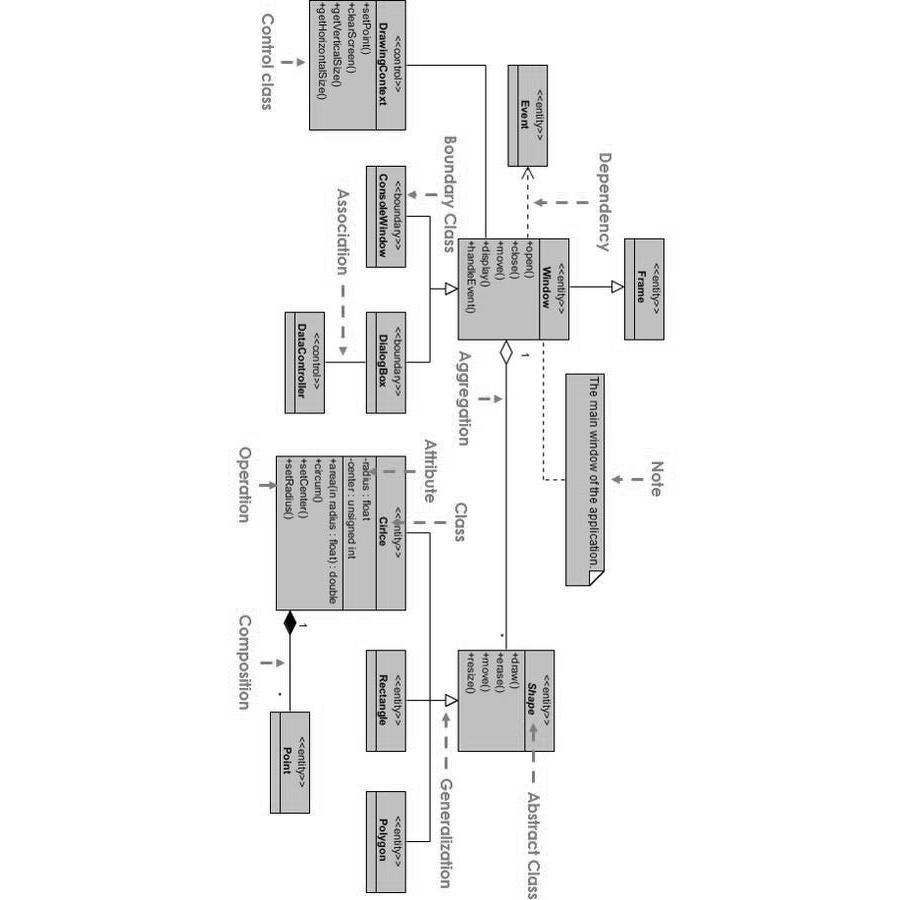 <<entity>>
Frame
Note
The main window of the application.
Dependency
<<entity>>
Event
<<entity>>
Window
+open()
+close()
+move()
+display()
+handleEvent()
1
Aggregation
*
<<entity>>
Shape
+draw()
+erase()
+move()
+resize()
Abstract Class
Generalization
<<control>>
DrawingContext
+setPoint()
+clearScreen()
+getVerticalSize()
+getHorizontalSize()
Control class
Boundary Class
<<boundary>>
ConsoleWindow
<<boundary>>
DialogBox
Association
<<control>>
DataController
Class
Attribute
<<entity>>
Cirlce
-radius : float
-center : unsigned int
+area(in radius : float) : double
+circum()
+setCenter()
+setRadius()
Operation
<<entity>>
Rectangle
<<entity>>
Polygon
1
Composition
*
<<entity>>
Point